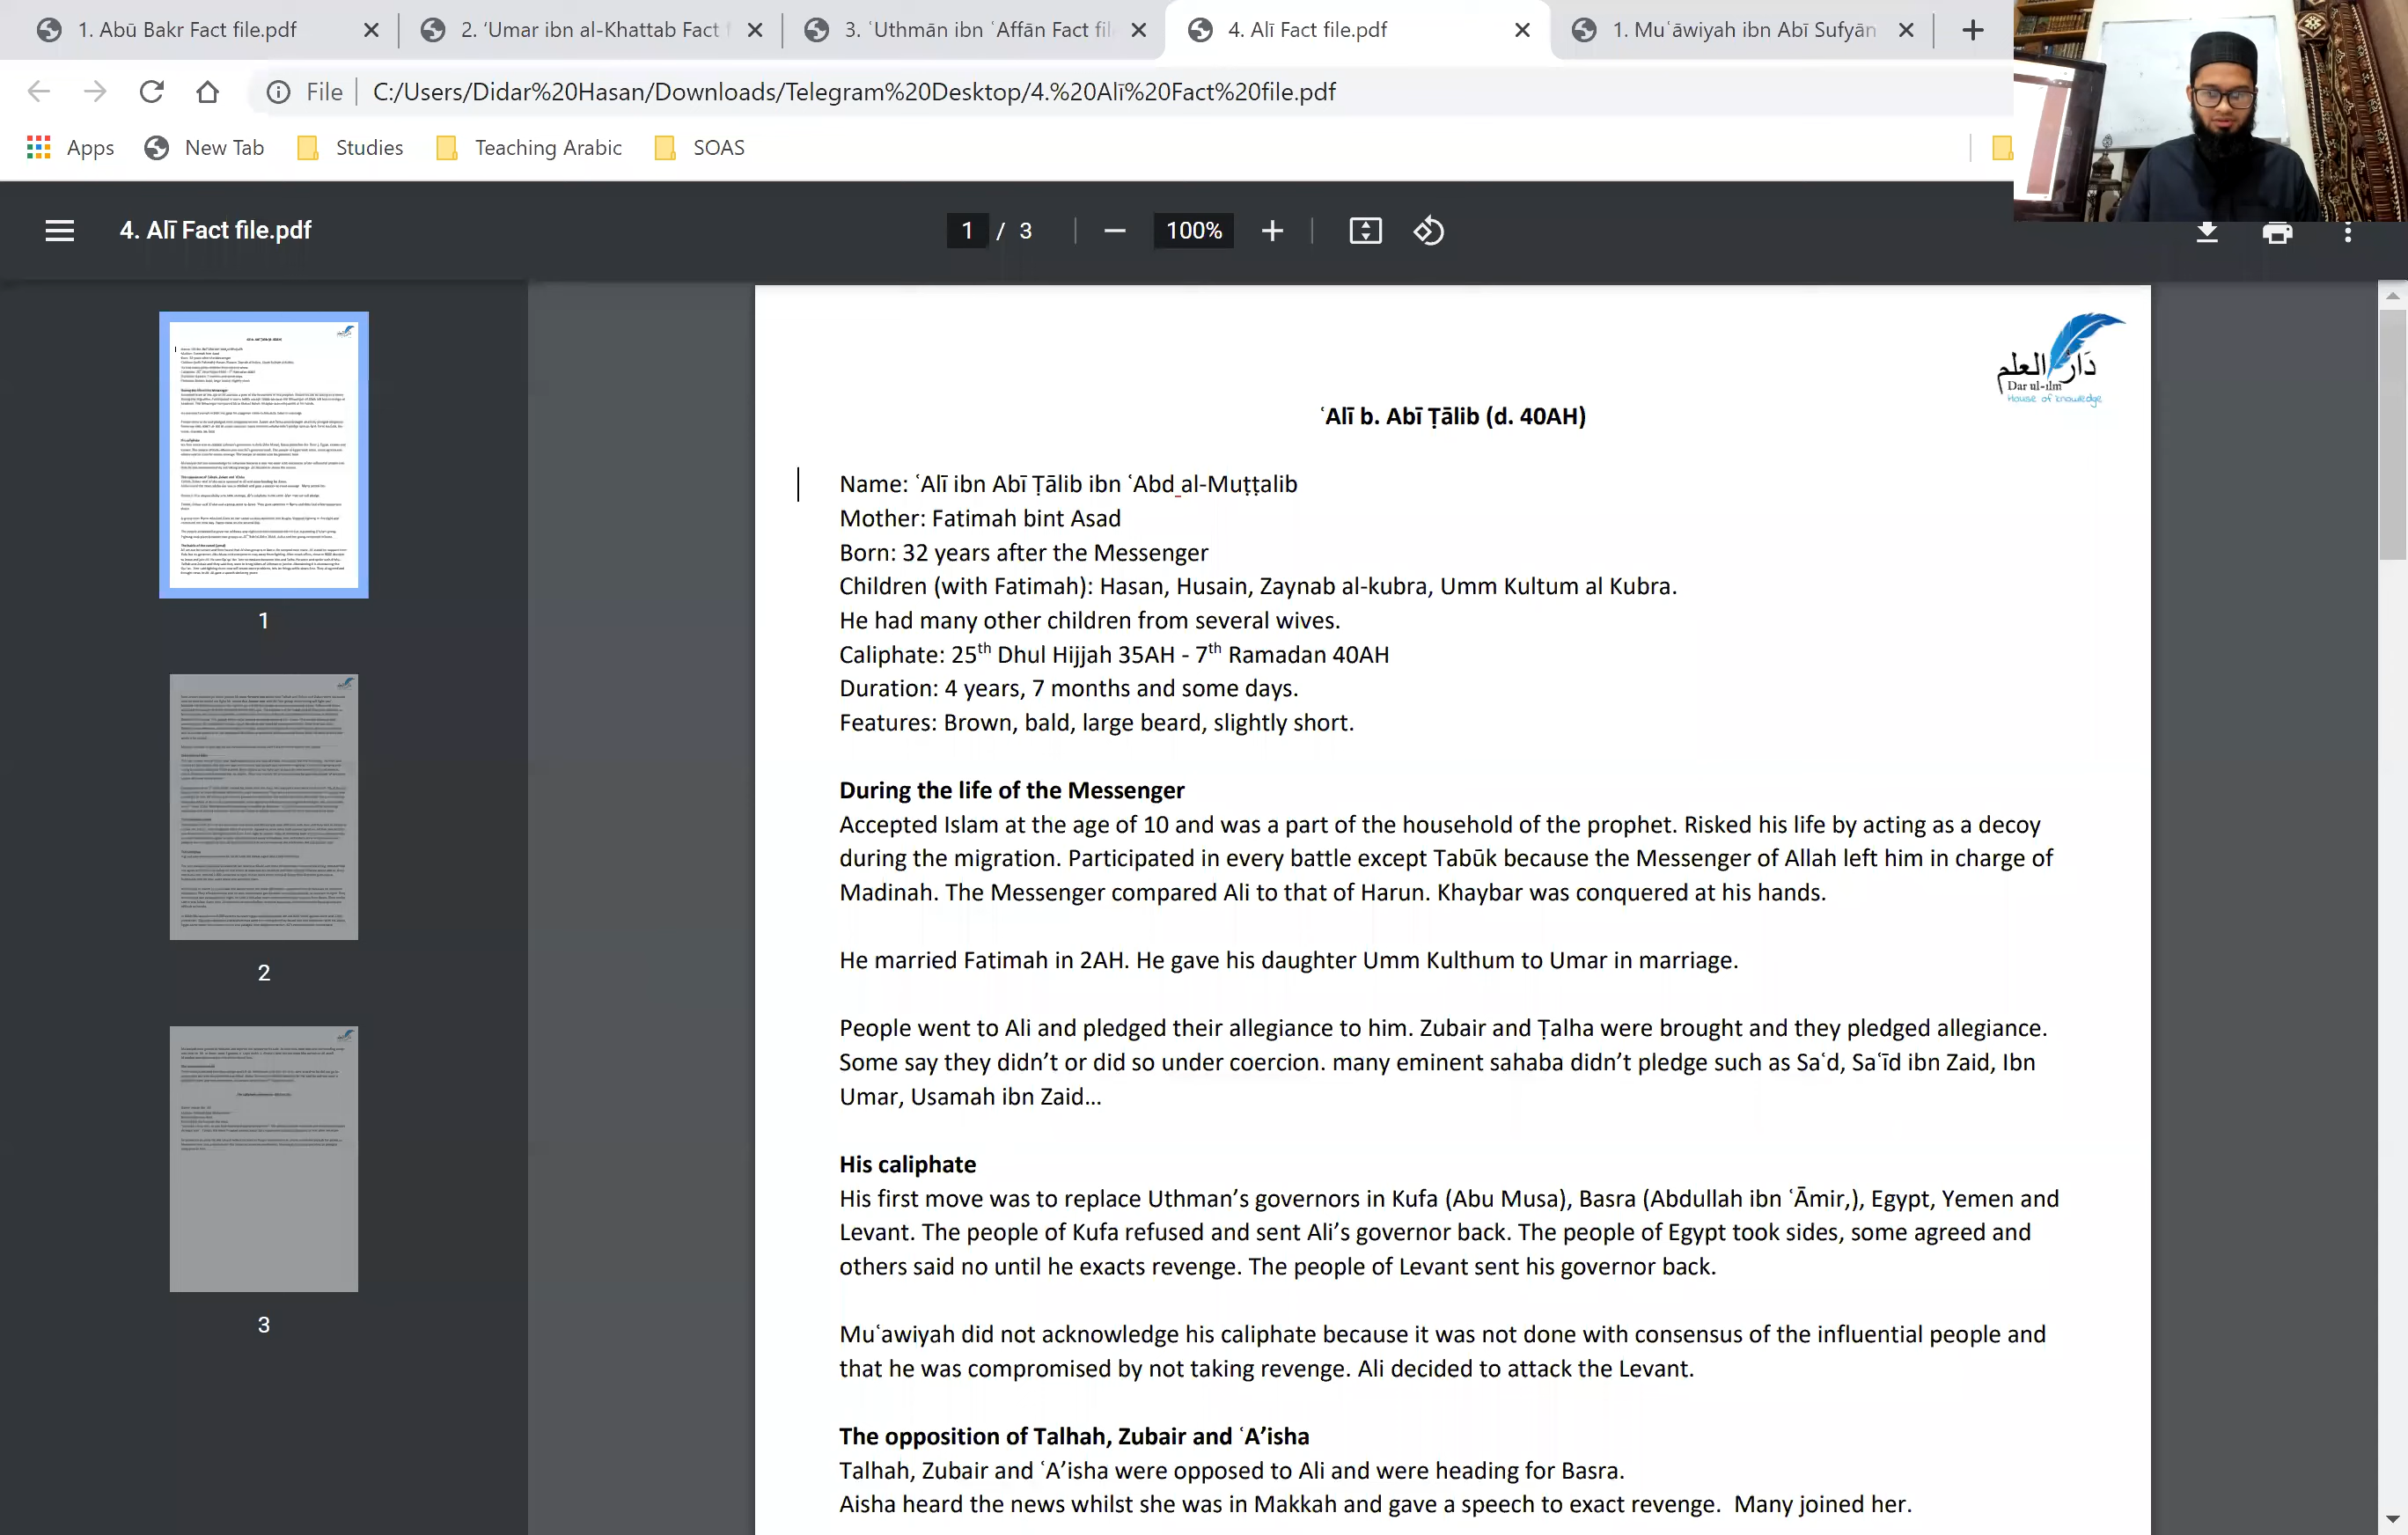 1. Abū Bakr Fact file.pdf
2. ‘Umar ibn al-Khattab Fact f
3. ʿUthmān ibn ʿAffān Fact fil
4. Alī Fact file.pdf
1. Muʿāwiyah ibn Abī Sufyān
File
C:/Users/Didar%20Hasan/Downloads/Telegram%20Desktop/4.%20Alī%20Fact%20file.pdf
Apps
New Tab
Studies
Teaching Arabic
SOAS
4. Alī Fact file.pdf
1 / 3
100%
1
2
3
دَارُ العلم
Dar ul-ilm
House of knowledge
ʿAlī b. Abī Ṭālib (d. 40AH)
Name: ʿAlī ibn Abī Ṭālib ibn ʿAbd al-Muṭṭalib
Mother: Fatimah bint Asad
Born: 32 years after the Messenger
Children (with Fatimah): Hasan, Husain, Zaynab al-kubra, Umm Kultum al Kubra.
He had many other children from several wives.
Caliphate: 25th Dhul Hijjah 35AH - 7th Ramadan 40AH
Duration: 4 years, 7 months and some days.
Features: Brown, bald, large beard, slightly short.
During the life of the Messenger
Accepted Islam at the age of 10 and was a part of the household of the prophet. Risked his life by acting as a decoy
during the migration. Participated in every battle except Tabūk because the Messenger of Allah left him in charge of
Madinah. The Messenger compared Ali to that of Harun. Khaybar was conquered at his hands.
He married Fatimah in 2AH. He gave his daughter Umm Kulthum to Umar in marriage.
People went to Ali and pledged their allegiance to him. Zubair and Ṭalha were brought and they pledged allegiance.
Some say they didn’t or did so under coercion. many eminent sahaba didn’t pledge such as Saʿd, Saʿīd ibn Zaid, Ibn
Umar, Usamah ibn Zaid…
His caliphate
His first move was to replace Uthman’s governors in Kufa (Abu Musa), Basra (Abdullah ibn ʿĀmir,), Egypt, Yemen and
Levant. The people of Kufa refused and sent Ali’s governor back. The people of Egypt took sides, some agreed and
others said no until he exacts revenge. The people of Levant sent his governor back.
Muʿawiyah did not acknowledge his caliphate because it was not done with consensus of the influential people and
that he was compromised by not taking revenge. Ali decided to attack the Levant.
The opposition of Talhah, Zubair and ʿA’isha
Talhah, Zubair and ʿA’isha were opposed to Ali and were heading for Basra.
Aisha heard the news whilst she was in Makkah and gave a speech to exact revenge.  Many joined her.